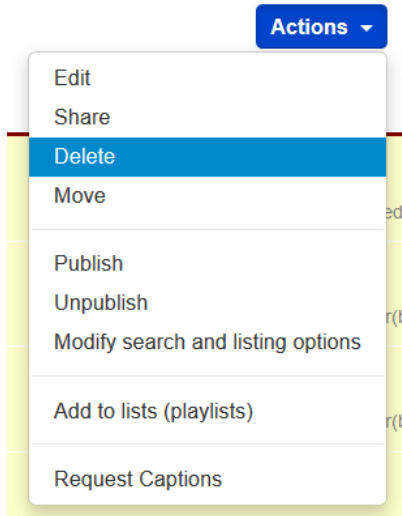 Actions
Edit
Share
Delete
Move
Publish
Unpublish
Modify search and listing options
Add to lists (playlists)
Request Captions